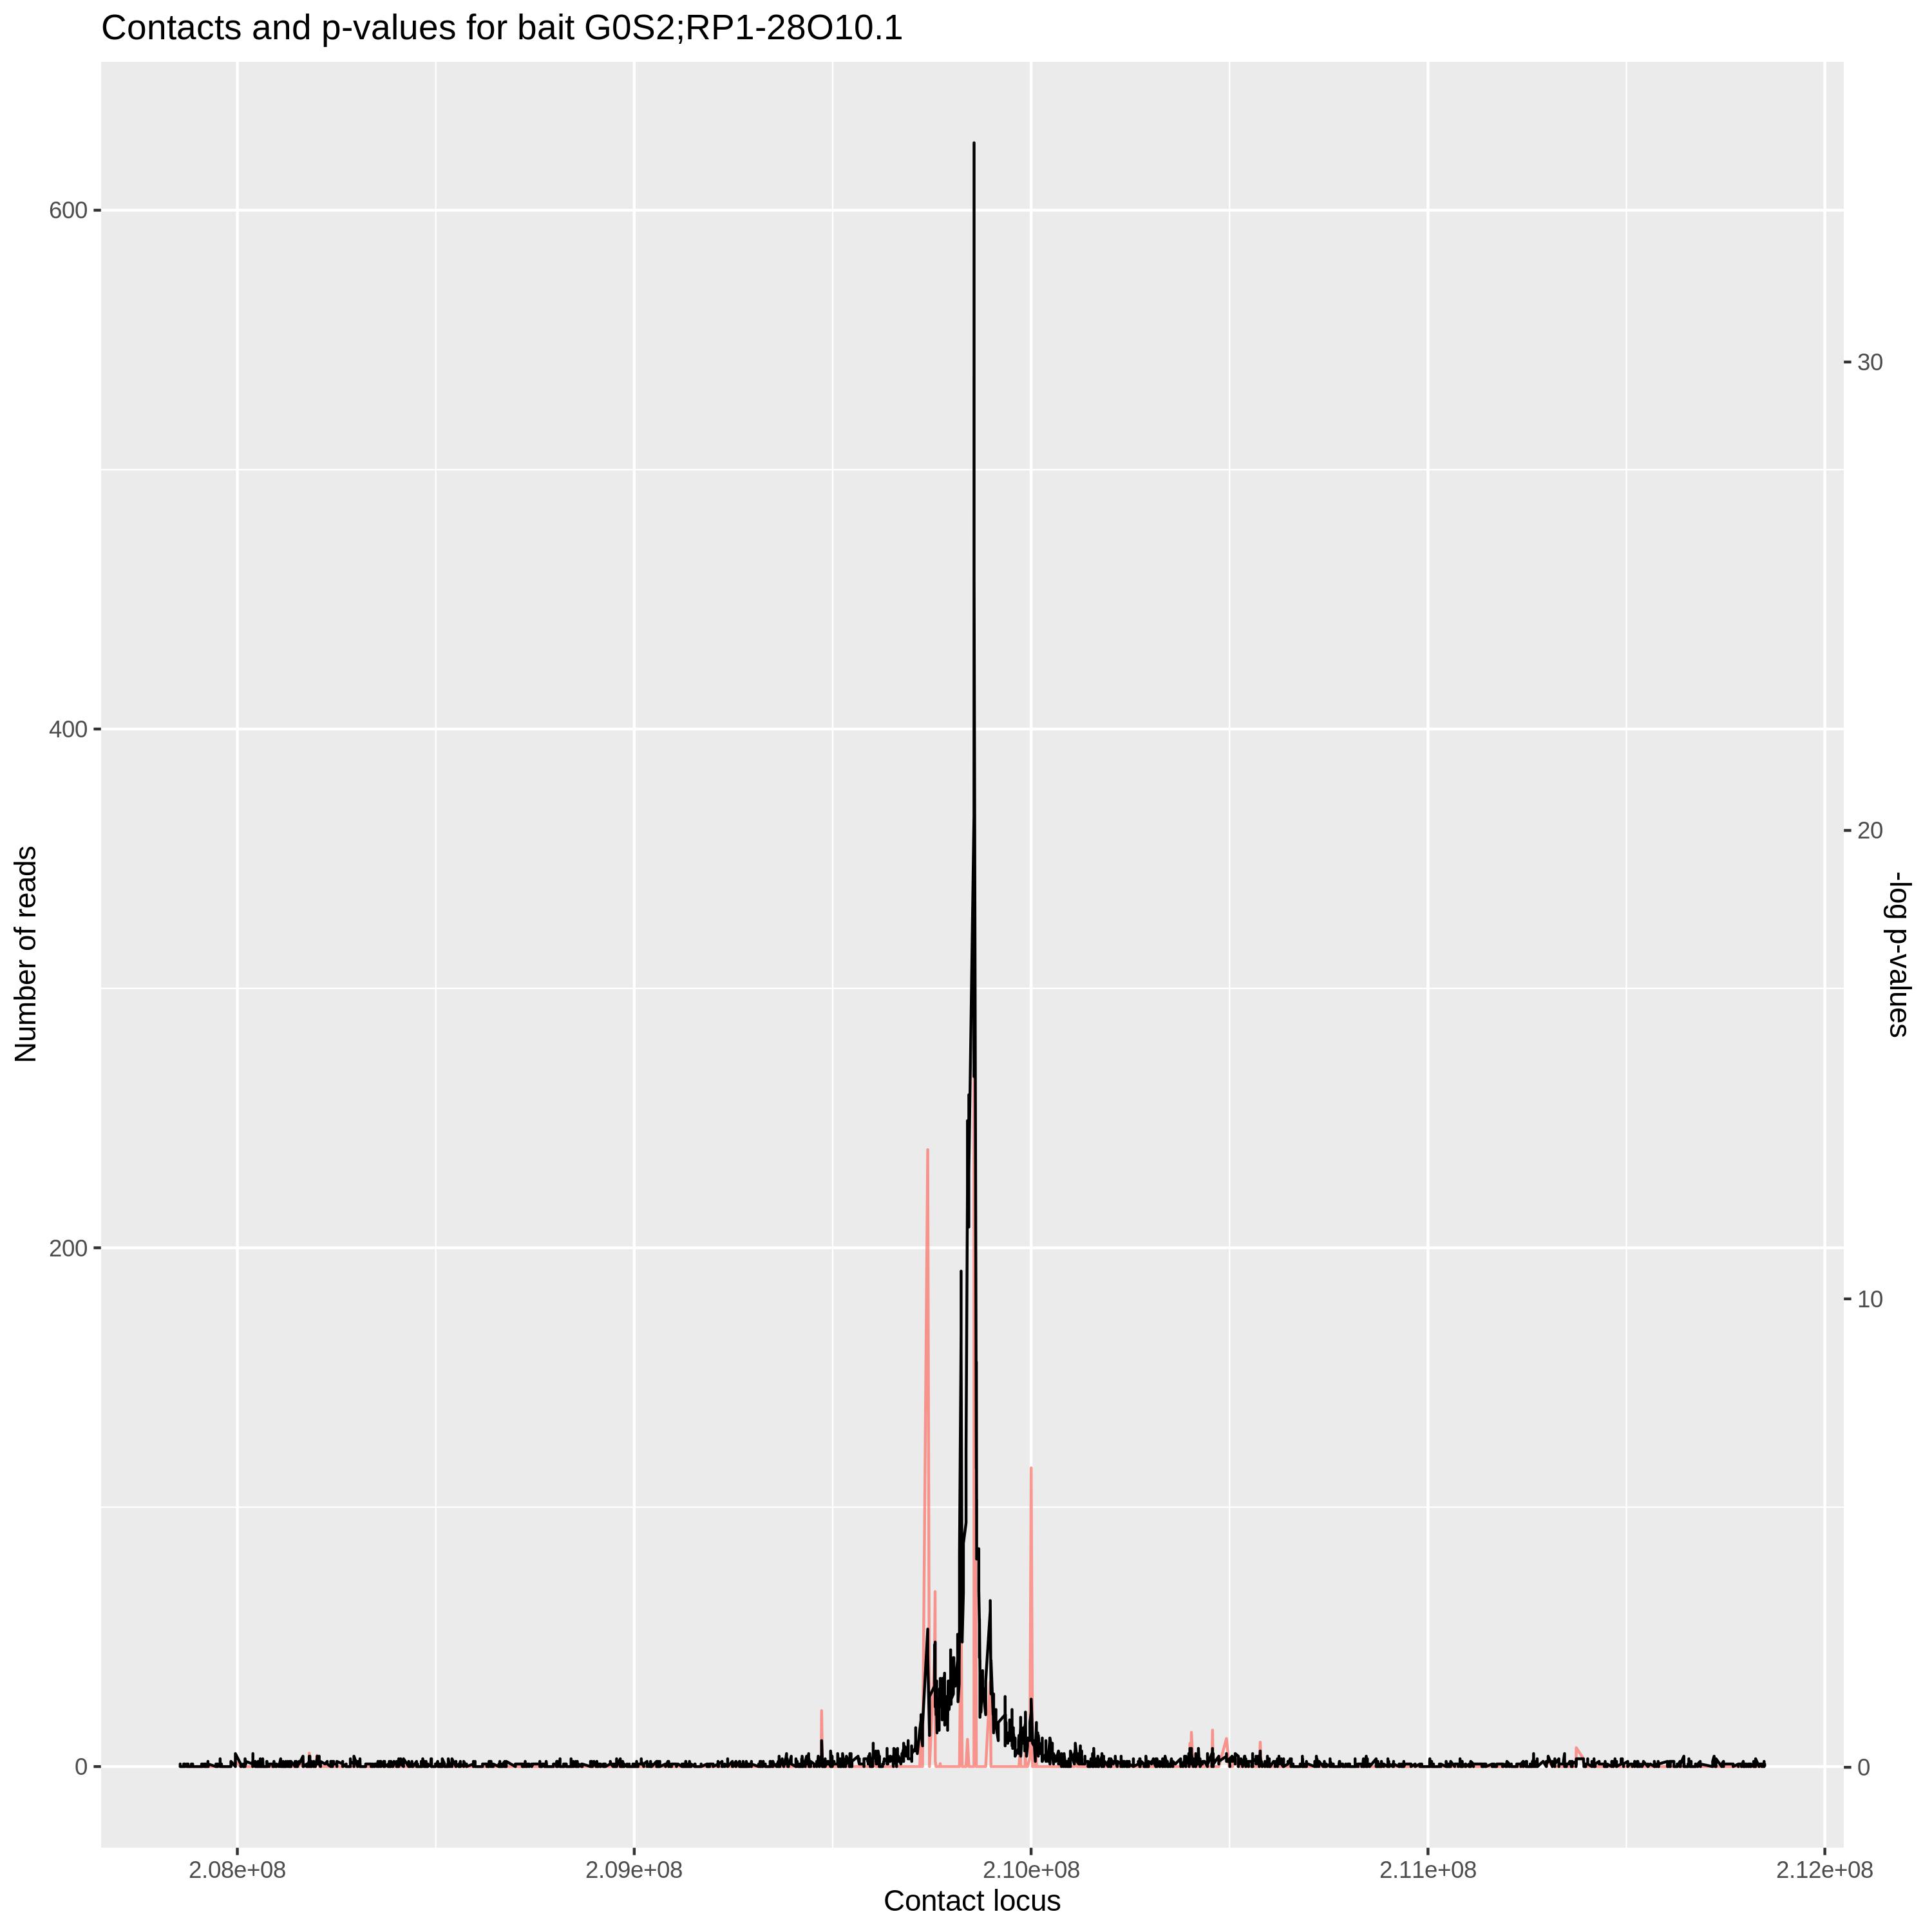 Contacts and p-values for bait G0S2;RP1-28O10.1
600
400
200
0
30
20
10
0
Number of reads
-log p-values
2.08e+08 2.09e+08 2.10e+08 2.11e+08 2.12e+08
Contact locus